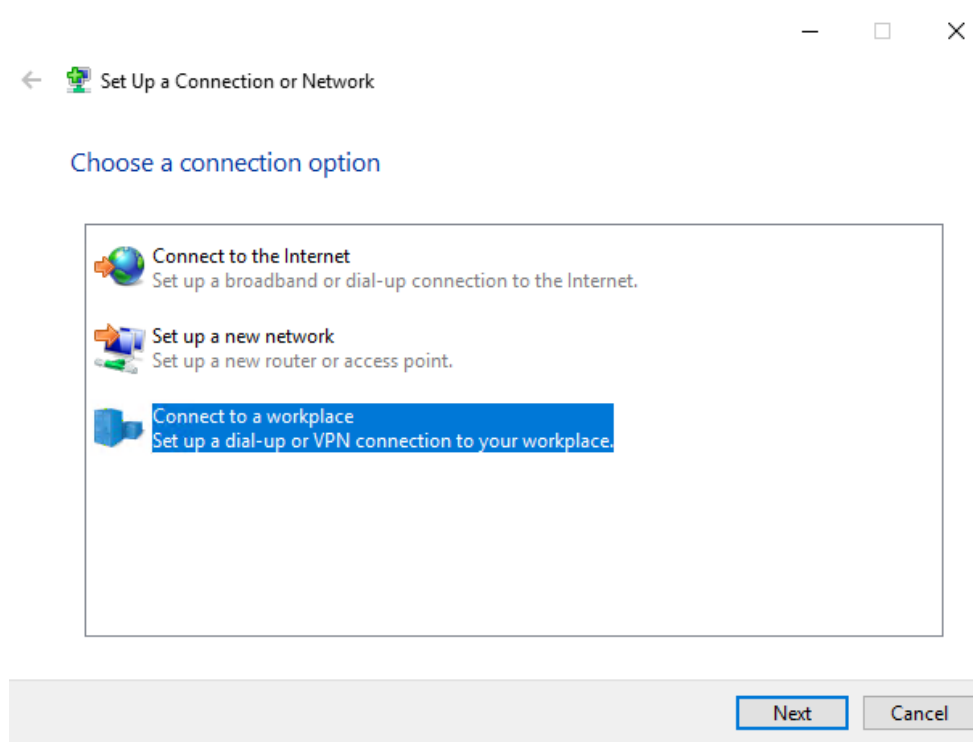 Set Up a Connection or Network
Choose a connection option
Connect to the Internet
Set up a broadband or dial-up connection to the Internet.
Set up a new network
Set up a new router or access point.
Connect to a workplace
Set up a dial-up or VPN connection to your workplace.
Next Cancel